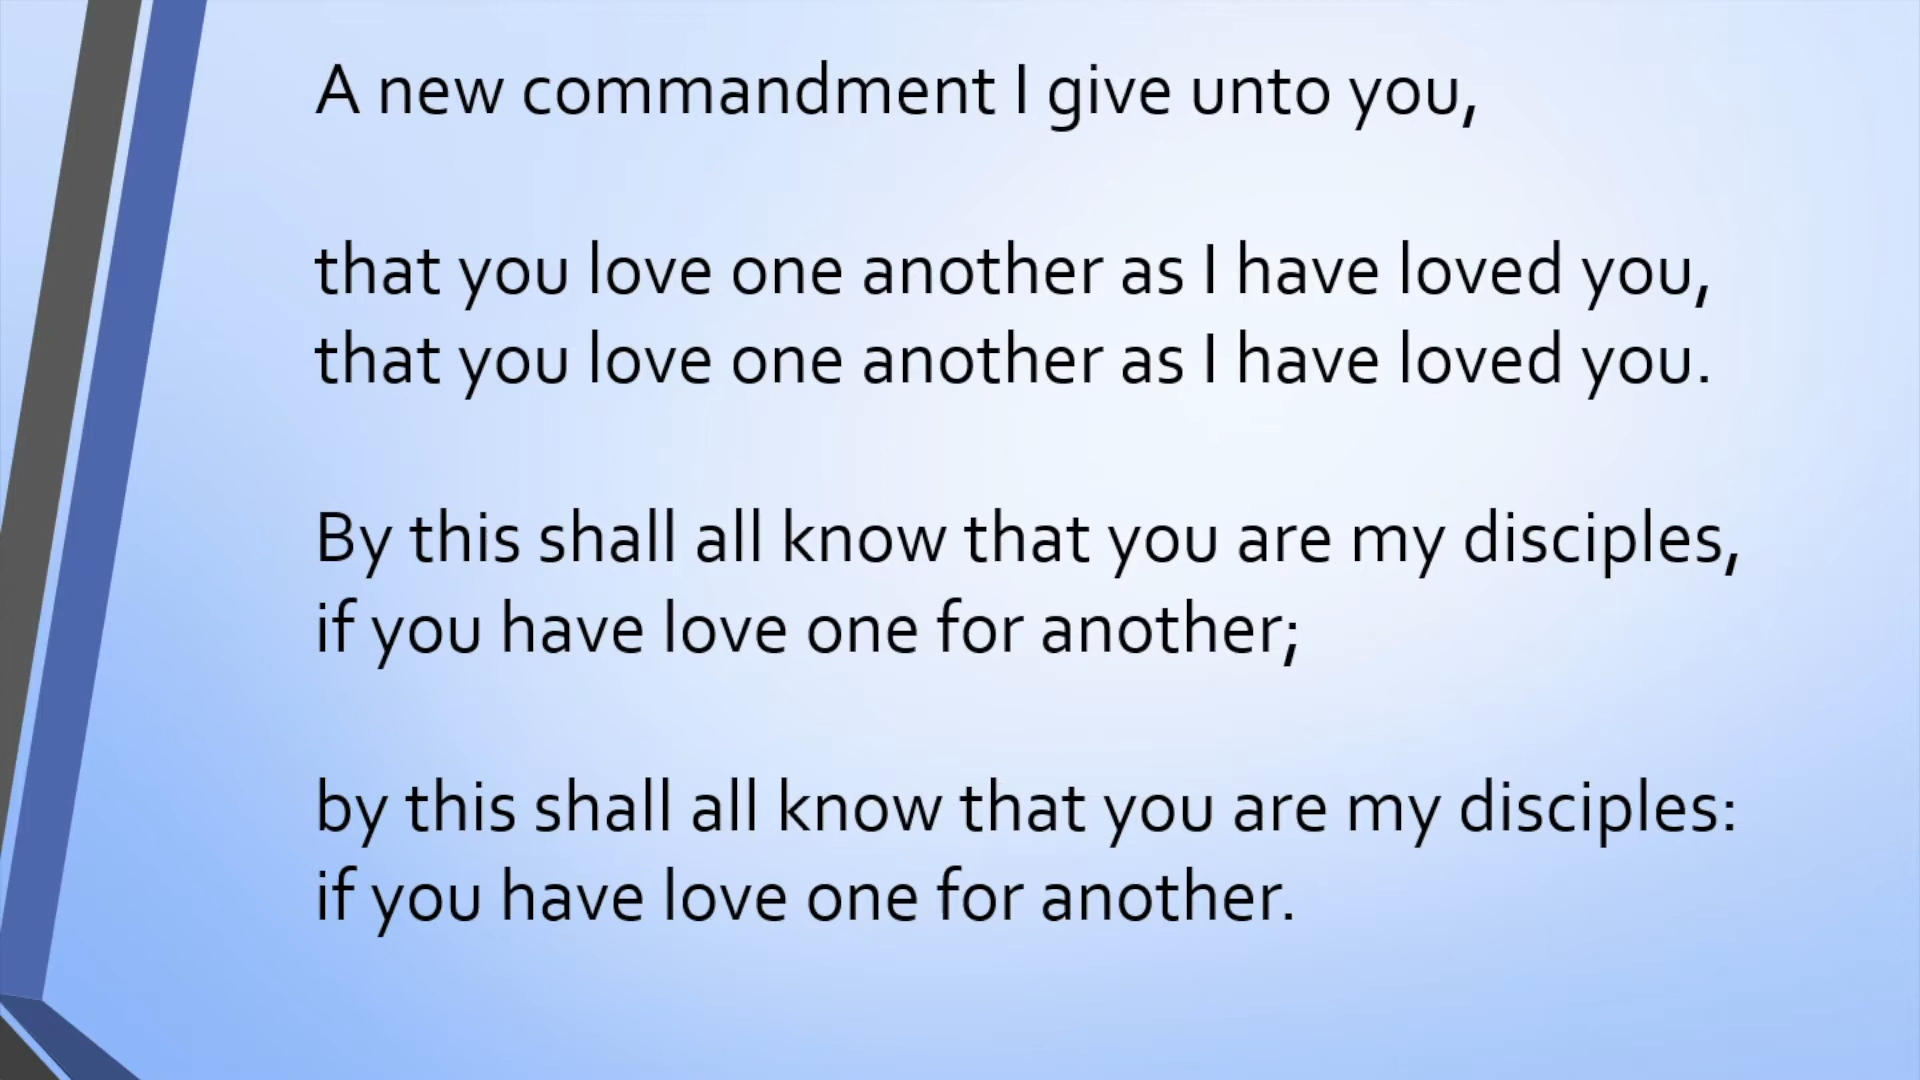 A new commandment I give unto you,
that you love one another as I have loved you,
that you love one another as I have loved you.
By this shall all know that you are my disciples,
if you have love one for another;
by this shall all know that you are my disciples:
if you have love one for another.